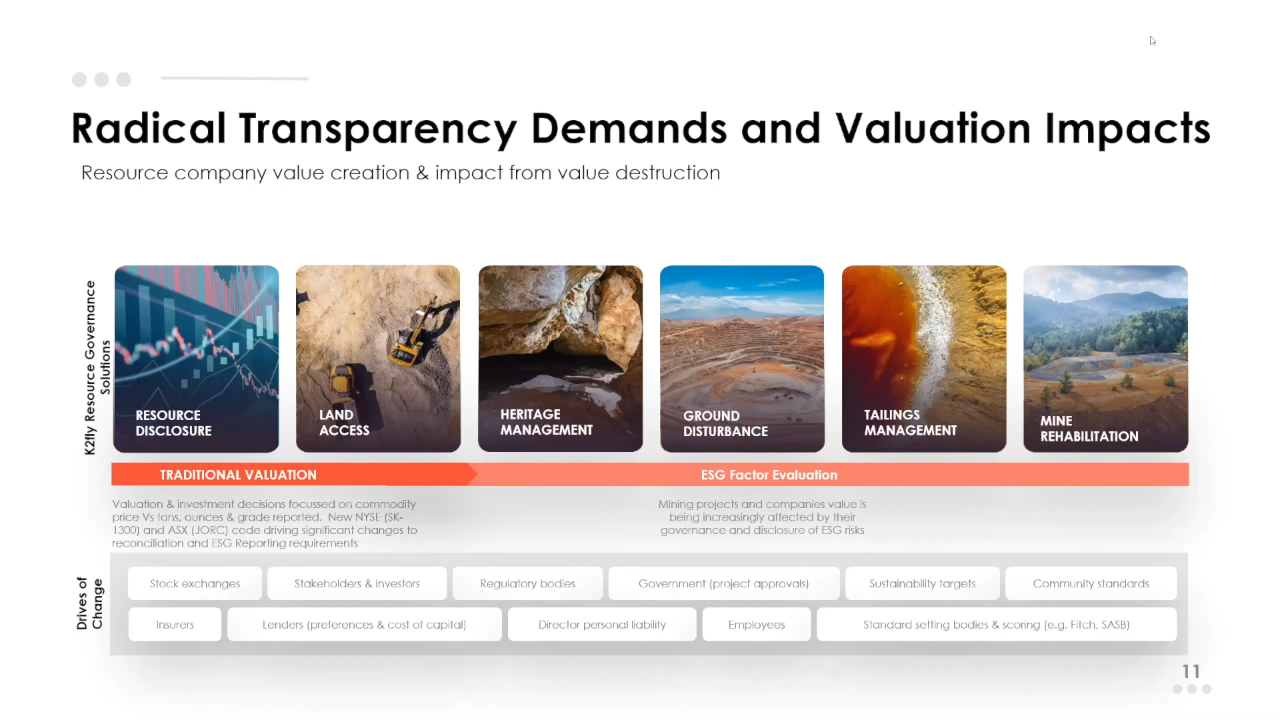 Radical Transparency Demands and Valuation Impacts
Resource company value creation & impact from value destruction
K2fly Resource Governance
Solutions
RESOURCE
DISCLOSURE
LAND
ACCESS
HERITAGE
MANAGEMENT
GROUND
DISTURBANCE
TAILINGS
MANAGEMENT
MINE
REHABILITATION
TRADITIONAL VALUATION
ESG Factor Evaluation
Valuation & investment decisions focussed on commodity
price Vs tons, ounces & grade reported. New NYSE (SK-
1300) and ASX (JORC) code driving significant changes to
reconciliation and ESG Reporting requirements
Mining projects and companies value is
being increasingly affected by their
governance and disclosure of ESG risks
Drives of
Change
Stock exchanges
Stakeholders & investors
Regulatory bodies
Government (project approvals)
Sustainability targets
Community standards
Insurers
Lenders (preferences & cost of capital)
Director personal liability
Employees
Standard setting bodies & scoring (e.g. Fitch, SASB)
11